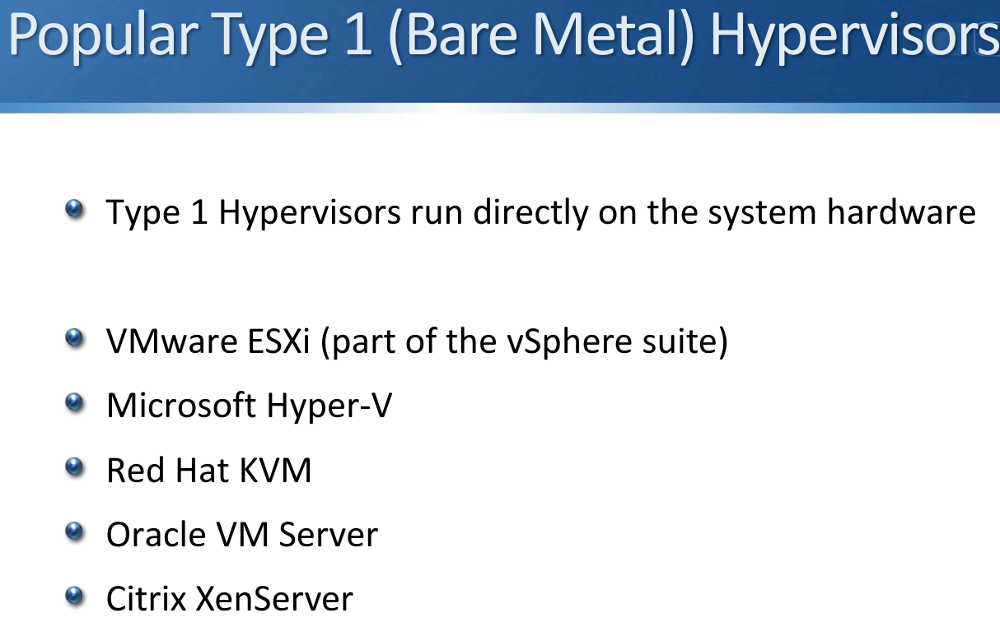 Popular Type 1 (Bare Metal) Hypervisors
Type 1 Hypervisors run directly on the system hardware
VMware ESXi (part of the vSphere suite)
Microsoft Hyper-V
Red Hat KVM
Oracle VM Server
Citrix XenServer